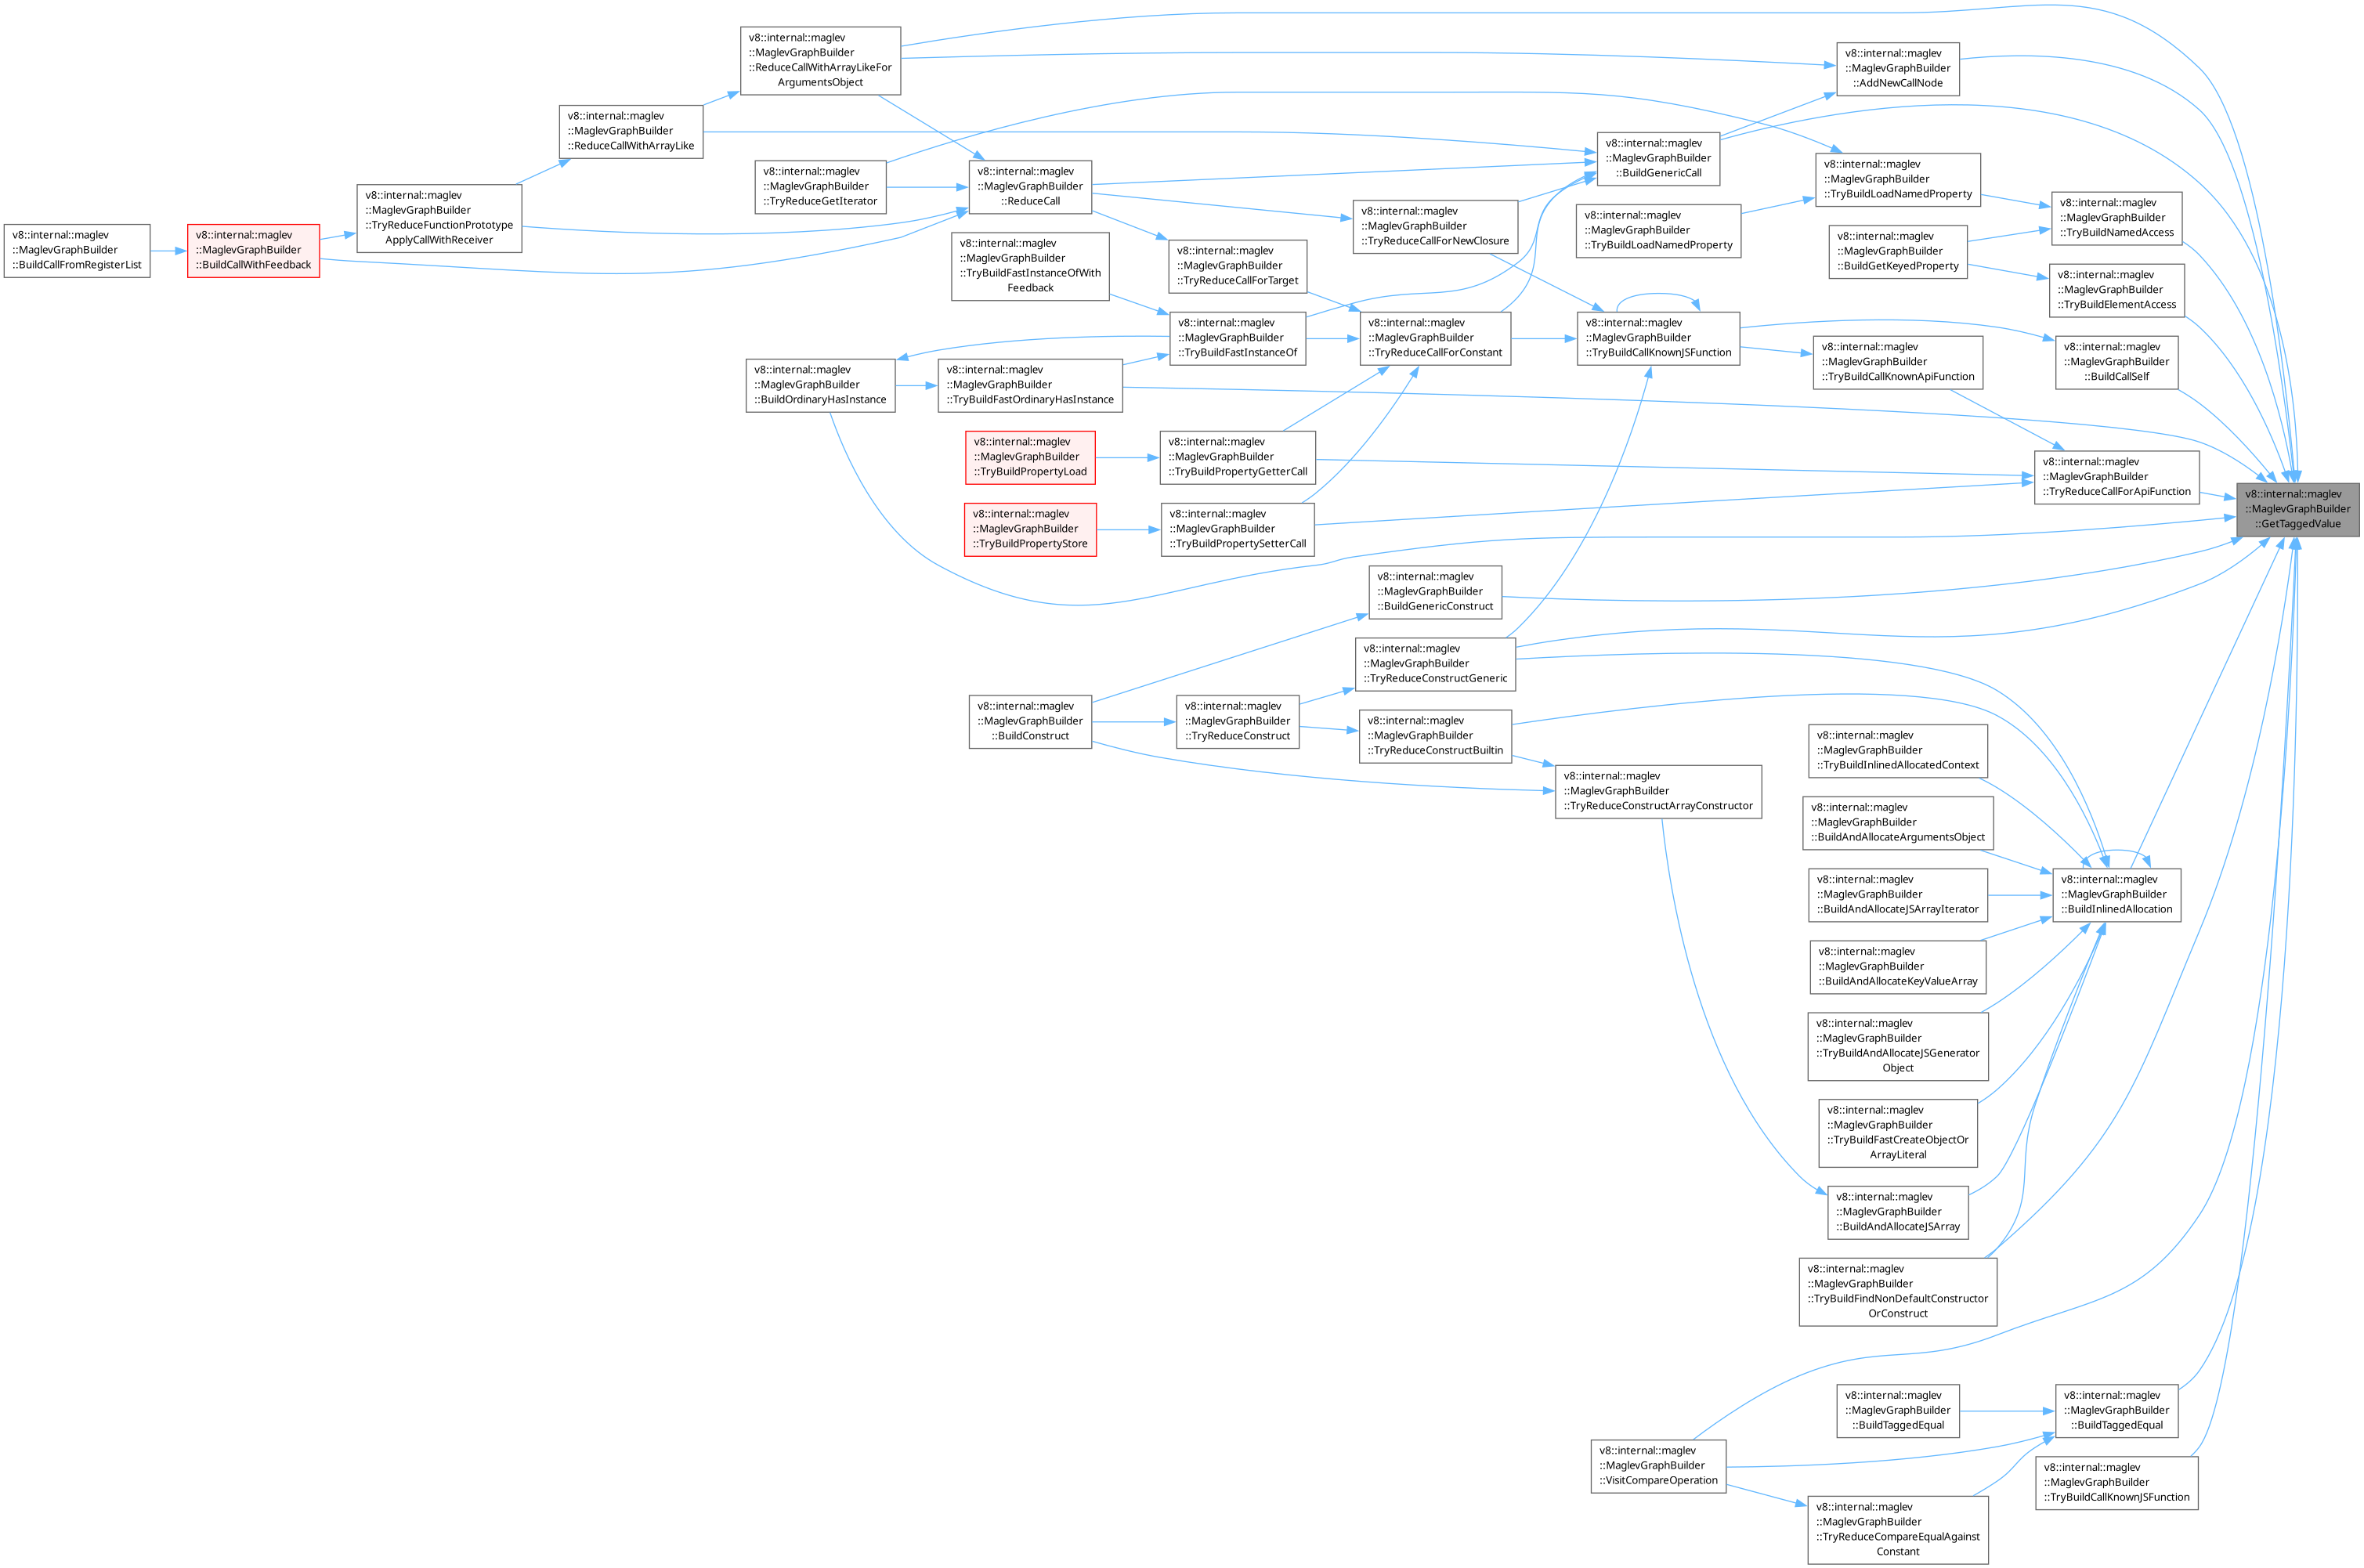 v8::internal::maglev
::MaglevGraphBuilder
::ReduceCallWithArrayLikeFor
ArgumentsObject
v8::internal::maglev
::MaglevGraphBuilder
::AddNewCallNode
v8::internal::maglev
::MaglevGraphBuilder
::ReduceCallWithArrayLike
v8::internal::maglev
::MaglevGraphBuilder
::BuildGenericCall
v8::internal::maglev
::MaglevGraphBuilder
::TryReduceGetIterator
v8::internal::maglev
::MaglevGraphBuilder
::ReduceCall
v8::internal::maglev
::MaglevGraphBuilder
::TryBuildLoadNamedProperty
v8::internal::maglev
::MaglevGraphBuilder
::TryReduceFunctionPrototype
ApplyCallWithReceiver
v8::internal::maglev
::MaglevGraphBuilder
::TryReduceCallForNewClosure
v8::internal::maglev
::MaglevGraphBuilder
::TryBuildLoadNamedProperty
v8::internal::maglev
::MaglevGraphBuilder
::TryBuildNamedAccess
v8::internal::maglev
::MaglevGraphBuilder
::BuildCallFromRegisterList
v8::internal::maglev
::MaglevGraphBuilder
::BuildCallWithFeedback
v8::internal::maglev
::MaglevGraphBuilder
::TryBuildFastInstanceOfWith
Feedback
v8::internal::maglev
::MaglevGraphBuilder
::TryReduceCallForTarget
v8::internal::maglev
::MaglevGraphBuilder
::BuildGetKeyedProperty
v8::internal::maglev
::MaglevGraphBuilder
::TryBuildElementAccess
v8::internal::maglev
::MaglevGraphBuilder
::TryBuildFastInstanceOf
v8::internal::maglev
::MaglevGraphBuilder
::TryReduceCallForConstant
v8::internal::maglev
::MaglevGraphBuilder
::TryBuildCallKnownJSFunction
v8::internal::maglev
::MaglevGraphBuilder
::TryBuildCallKnownApiFunction
v8::internal::maglev
::MaglevGraphBuilder
::BuildCallSelf
v8::internal::maglev
::MaglevGraphBuilder
::BuildOrdinaryHasInstance
v8::internal::maglev
::MaglevGraphBuilder
::TryBuildFastOrdinaryHasInstance
v8::internal::maglev
::MaglevGraphBuilder
::TryBuildPropertyLoad
v8::internal::maglev
::MaglevGraphBuilder
::TryBuildPropertyGetterCall
v8::internal::maglev
::MaglevGraphBuilder
::TryReduceCallForApiFunction
v8::internal::maglev
::MaglevGraphBuilder
::GetTaggedValue
v8::internal::maglev
::MaglevGraphBuilder
::TryBuildPropertyStore
v8::internal::maglev
::MaglevGraphBuilder
::TryBuildPropertySetterCall
v8::internal::maglev
::MaglevGraphBuilder
::BuildGenericConstruct
v8::internal::maglev
::MaglevGraphBuilder
::TryReduceConstructGeneric
v8::internal::maglev
::MaglevGraphBuilder
::BuildConstruct
v8::internal::maglev
::MaglevGraphBuilder
::TryReduceConstruct
v8::internal::maglev
::MaglevGraphBuilder
::TryReduceConstructBuiltin
v8::internal::maglev
::MaglevGraphBuilder
::TryBuildInlinedAllocatedContext
v8::internal::maglev
::MaglevGraphBuilder
::TryReduceConstructArrayConstructor
v8::internal::maglev
::MaglevGraphBuilder
::BuildAndAllocateArgumentsObject
v8::internal::maglev
::MaglevGraphBuilder
::BuildAndAllocateJSArrayIterator
v8::internal::maglev
::MaglevGraphBuilder
::BuildInlinedAllocation
v8::internal::maglev
::MaglevGraphBuilder
::BuildAndAllocateKeyValueArray
v8::internal::maglev
::MaglevGraphBuilder
::TryBuildAndAllocateJSGenerator
Object
v8::internal::maglev
::MaglevGraphBuilder
::TryBuildFastCreateObjectOr
ArrayLiteral
v8::internal::maglev
::MaglevGraphBuilder
::BuildAndAllocateJSArray
v8::internal::maglev
::MaglevGraphBuilder
::TryBuildFindNonDefaultConstructor
OrConstruct
v8::internal::maglev
::MaglevGraphBuilder
::BuildTaggedEqual
v8::internal::maglev
::MaglevGraphBuilder
::BuildTaggedEqual
v8::internal::maglev
::MaglevGraphBuilder
::VisitCompareOperation
v8::internal::maglev
::MaglevGraphBuilder
::TryBuildCallKnownJSFunction
v8::internal::maglev
::MaglevGraphBuilder
::TryReduceCompareEqualAgainst
Constant